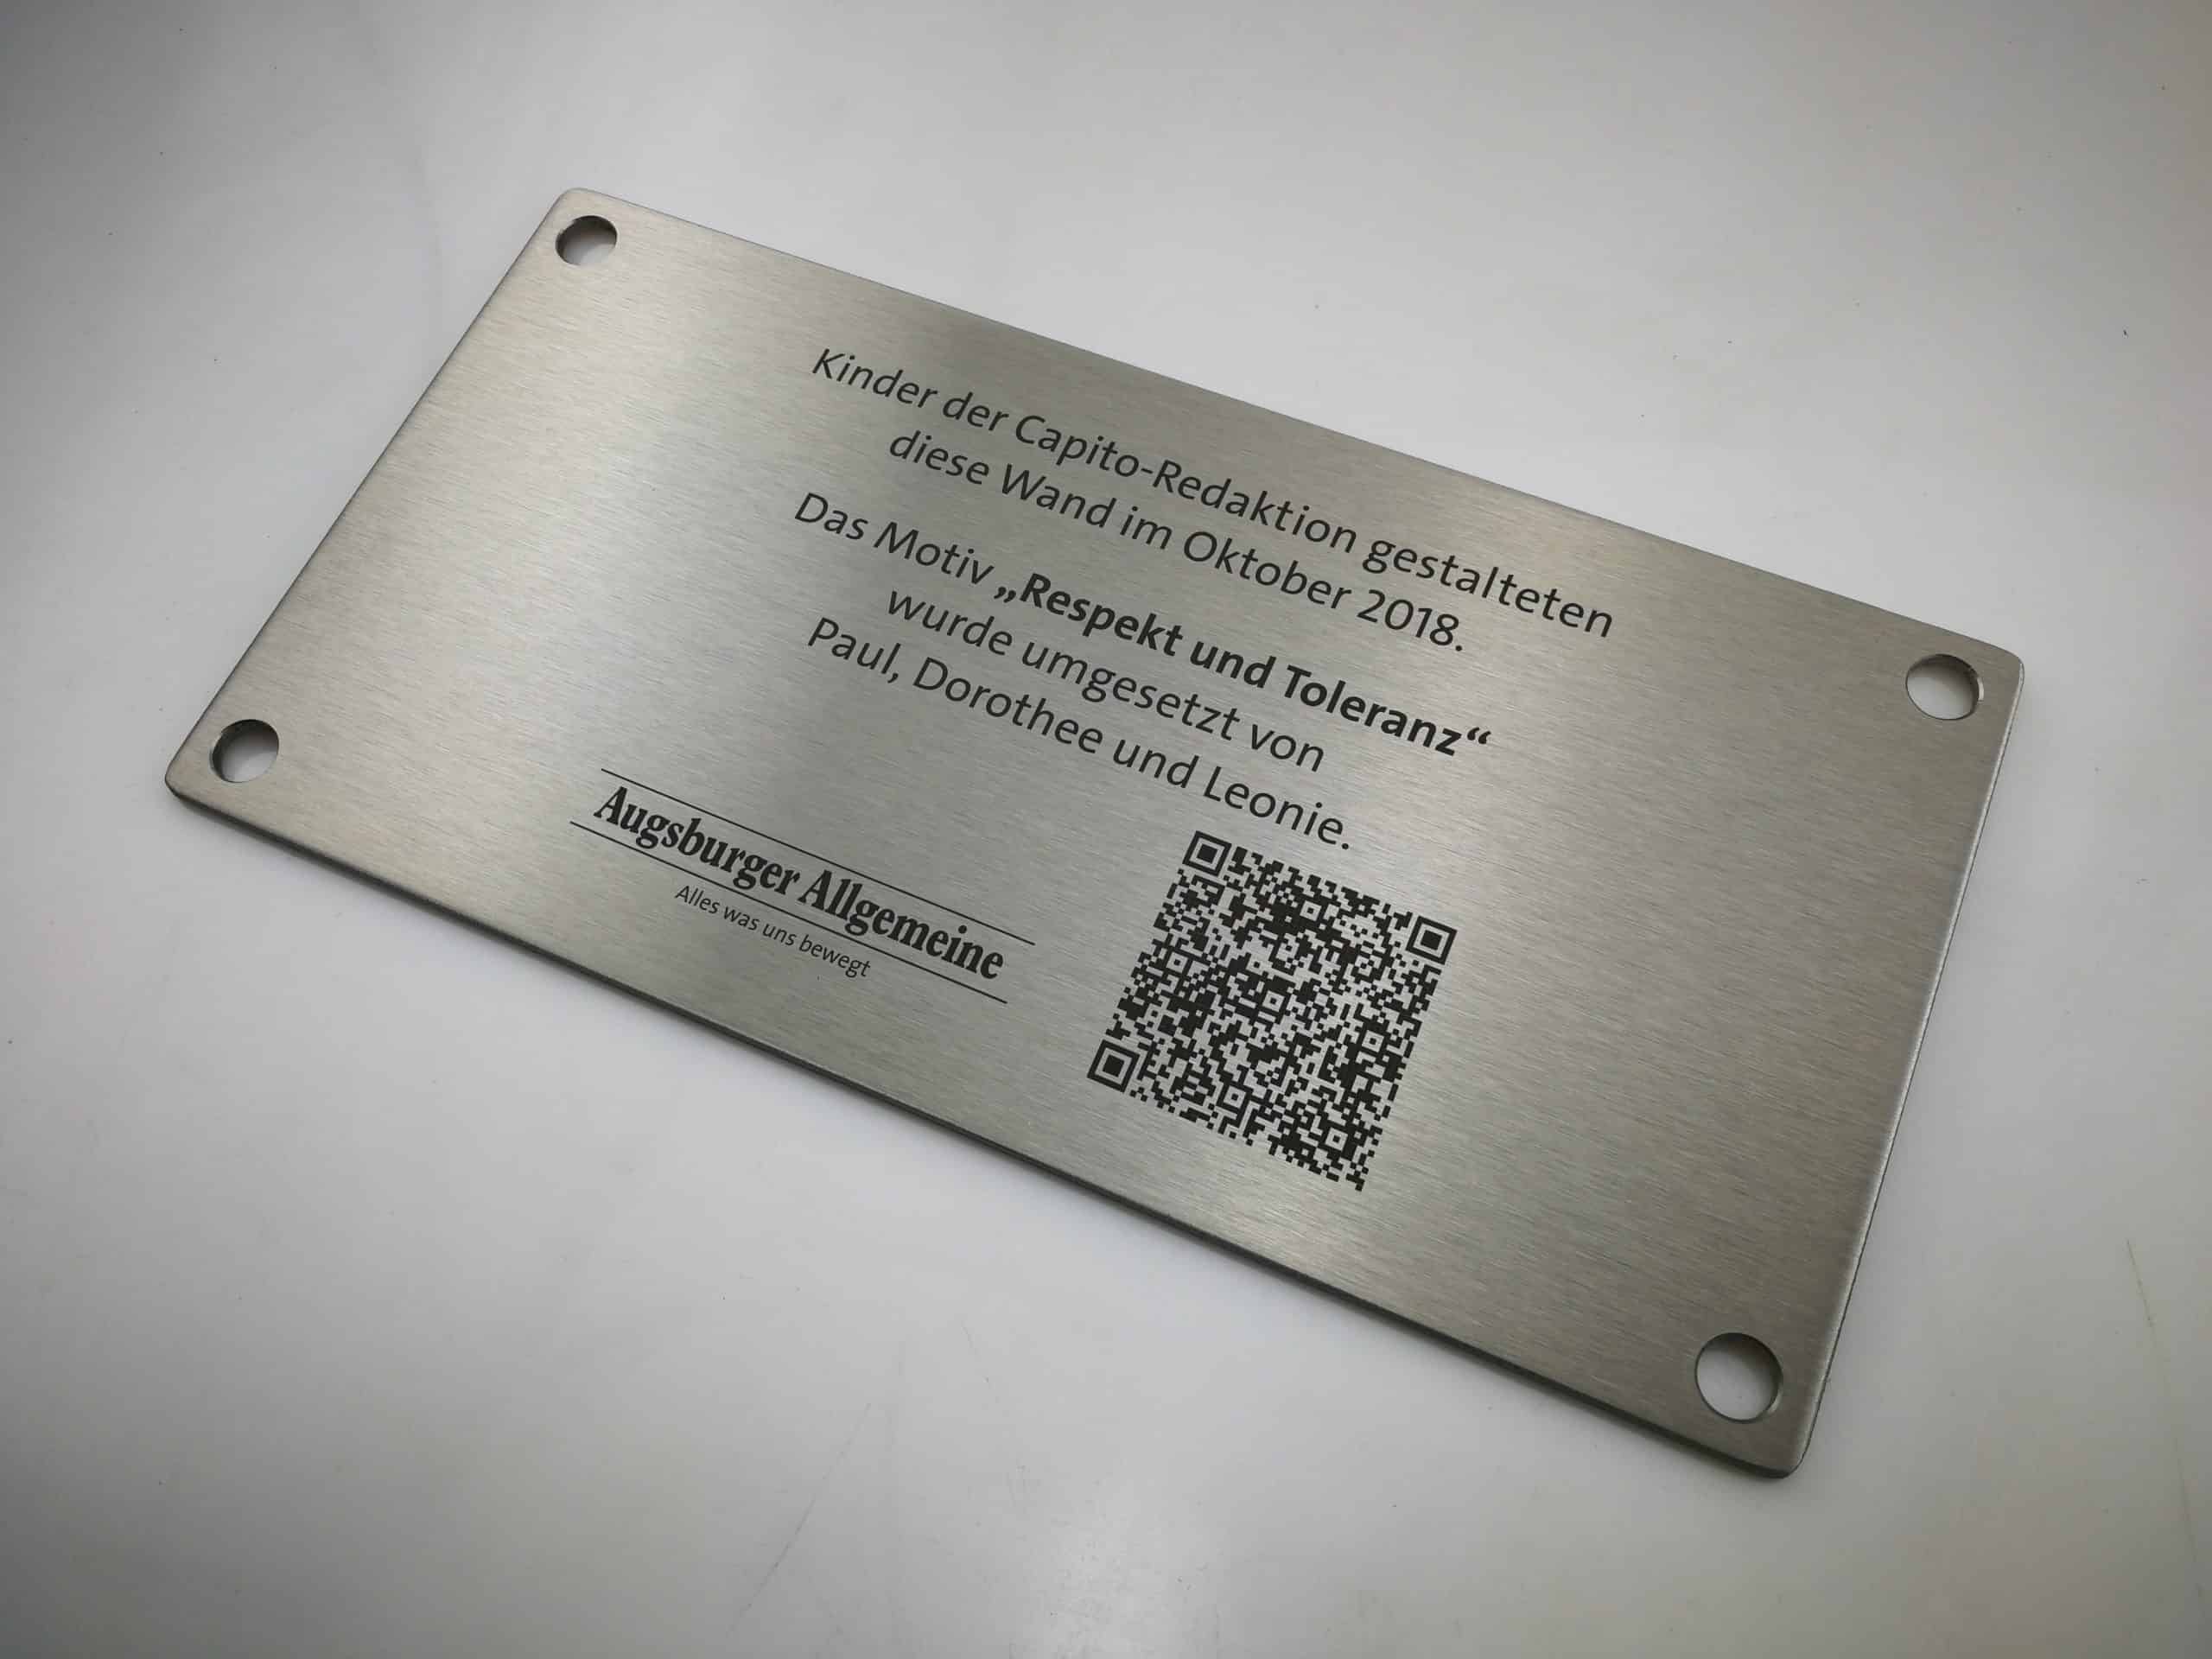 Kinder der Capito-Redaktion gestalteten
diese Wand im Oktober 2018.
Das Motiv „Respekt und Toleranz“
wurde umgesetzt von
Paul, Dorothee und Leonie.
Augsburger Allgemeine
Alles was uns bewegt